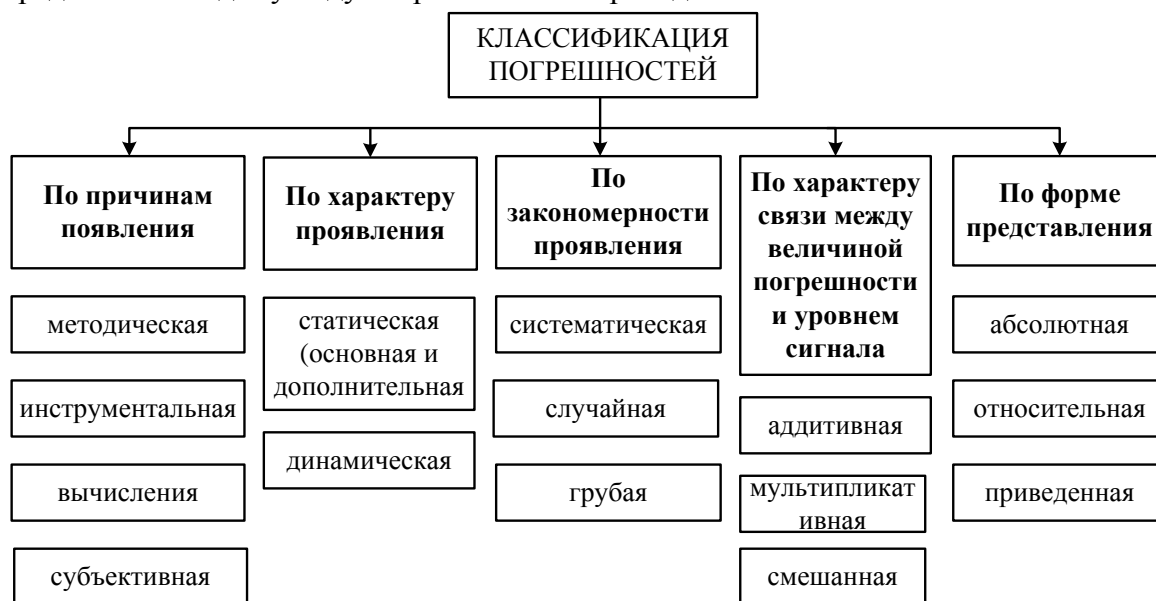 КЛАССИФИКАЦИЯ
ПОГРЕШНОСТЕЙ
По причинам
появления
методическая
инструментальная
вычисления
субъективная
По характеру
проявления
статическая
(основная и
дополнительная
динамическая
По
закономерности
проявления
систематическая
случайная
грубая
По характеру
связи между
величиной
погрешности
и уровнем
сигнала
аддитивная
мультипликат
ивная
смешанная
По форме
представления
абсолютная
относительная
приведенная